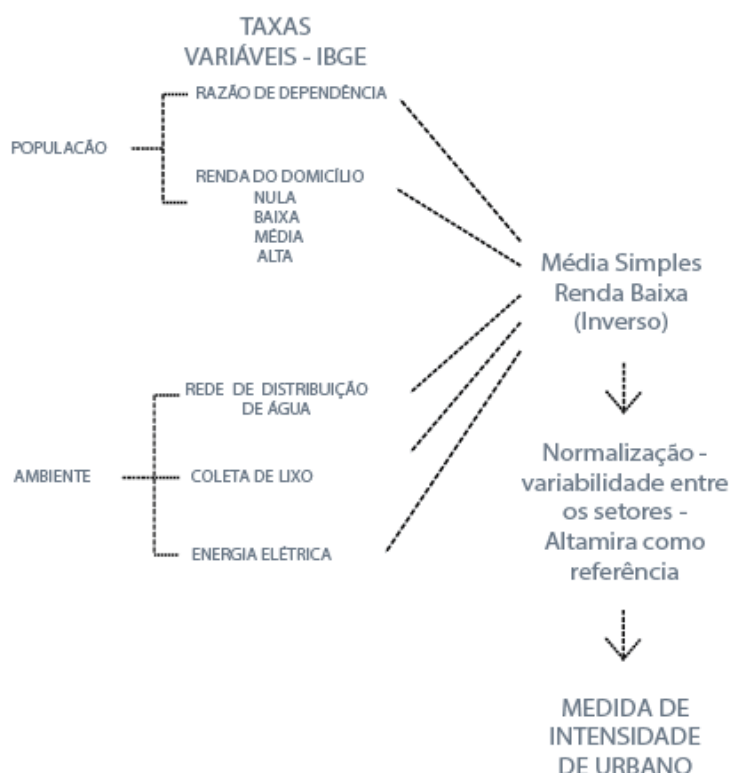 TAXAS
VARIÁVEIS - IBGE
RAZÃO DE DEPENDÊNCIA
POPULACÃO
RENDA DO DOMICÍLIO
NULA
BAIXA
MÉDIA
ALTA
REDE DE DISTRIBUIÇÃO
DE ÁGUA
AMBIENTE
COLETA DE LIXO
ENERGIA ELÉTRICA
Média Simples
Renda Baixa
(Inverso)
Normalização -
variabilidade entre
os setores -
Altamira como
referência
MEDIDA DE
INTENSIDADE
DE URBANO